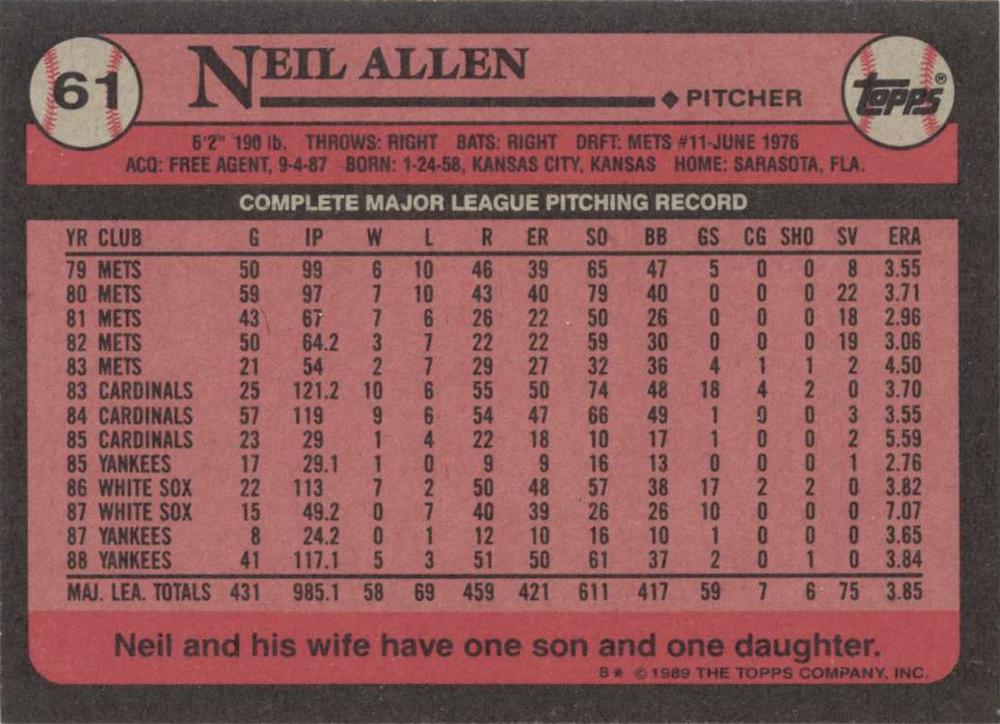 61
NEIL ALLEN
◆ PITCHER
TOPPS®
6'2" 190 lb. THROWS: RIGHT BATS: RIGHT DRFT: METS #11-JUNE 1976
ACQ: FREE AGENT, 9-4-87 BORN: 1-24-58, KANSAS CITY, KANSAS HOME: SARASOTA, FLA.
COMPLETE MAJOR LEAGUE PITCHING RECORD
YR CLUB G IP W L R ER SO BB GS CG SHO SV ERA
79 METS 50 99 6 10 46 39 65 47 5 0 0 8 3.55
80 METS 59 97 7 10 43 40 79 40 0 0 0 22 3.71
81 METS 43 67 7 6 26 22 50 26 0 0 0 18 2.96
82 METS 50 64.2 3 7 22 22 59 30 0 0 0 19 3.06
83 METS 21 54 2 7 29 27 32 36 4 1 1 2 4.50
83 CARDINALS 25 121.2 10 6 55 50 74 48 18 4 2 0 3.70
84 CARDINALS 57 119 9 6 54 47 66 49 1 0 0 3 3.55
85 CARDINALS 23 29 1 4 22 18 10 17 1 0 0 2 5.59
85 YANKEES 17 29.1 1 0 9 9 16 13 0 0 0 1 2.76
86 WHITE SOX 22 113 7 2 50 48 57 38 17 2 2 0 3.82
87 WHITE SOX 15 49.2 0 7 40 39 26 26 10 0 0 0 7.07
87 YANKEES 8 24.2 0 1 12 10 16 10 1 0 0 0 3.65
88 YANKEES 41 117.1 5 3 51 50 61 37 2 0 1 0 3.84
MAJ. LEA. TOTALS 431 985.1 58 69 459 421 611 417 59 7 6 75 3.85
Neil and his wife have one son and one daughter.
B* © 1989 THE TOPPS COMPANY, INC.